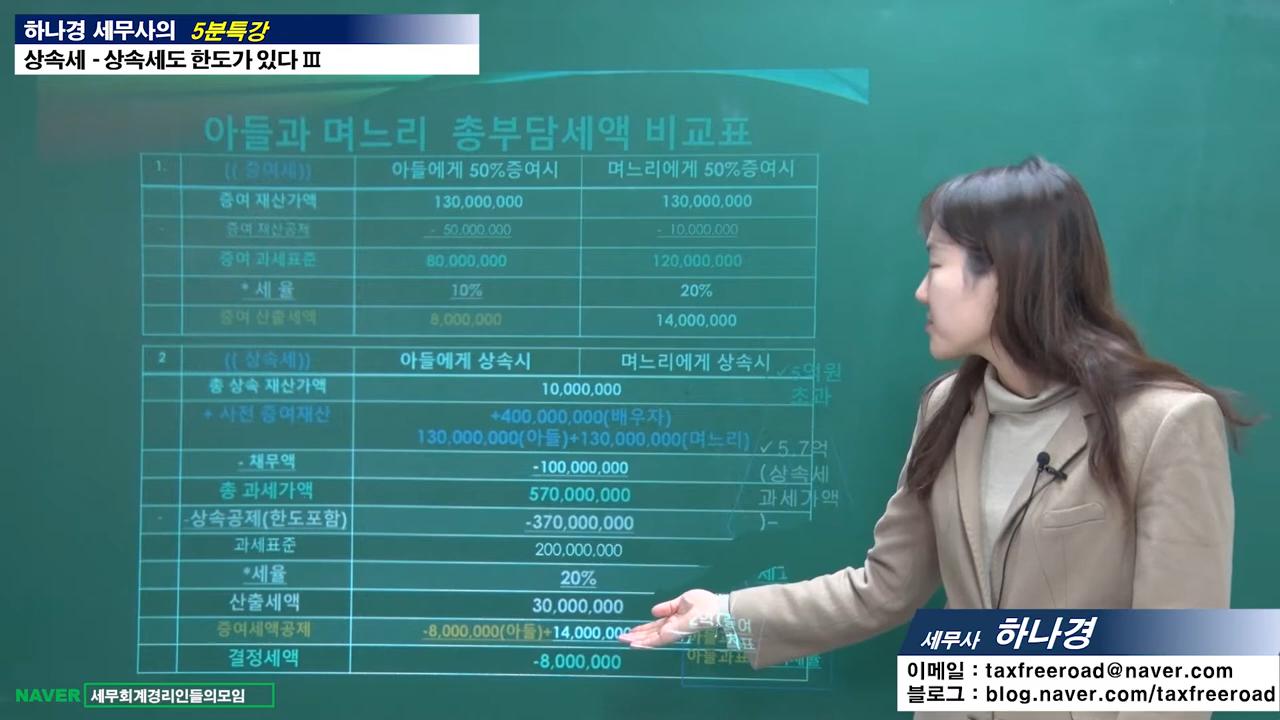 하나경 세무사의 5분특강
상속세 - 상속세도 한도가 있다 Ⅲ
아들과 며느리 총부담세액 비교표
1. (( 증여세)) 아들에게 50%증여시 며느리에게 50%증여시
증여 재산가액 130,000,000 130,000,000
- 증여 재산공제 - 50,000,000 - 10,000,000
증여 과세표준 80,000,000 120,000,000
* 세 율 10% 20%
증여 산출세액 8,000,000 14,000,000
2 (( 상속세)) 아들에게 상속시 며느리에게 상속시
총 상속 재산가액 10,000,000
+ 사전 증여재산 +400,000,000(배우자)
130,000,000(아들)+130,000,000(며느리)
- 채무액 -100,000,000
총 과세가액 570,000,000
- -상속공제(한도포함) -370,000,000
과세표준 200,000,000
*세율 20%
산출세액 30,000,000
증여세액공제 -8,000,000(아들)+14,000,000
결정세액 -8,000,000
✓5억원
초과
✓5.7억
(상속세
과세가액
)-
세무사 하나경
이메일 : taxfreeroad@naver.com
블로그 : blog.naver.com/taxfreeroad
NAVER 세무회계경리인들의모임